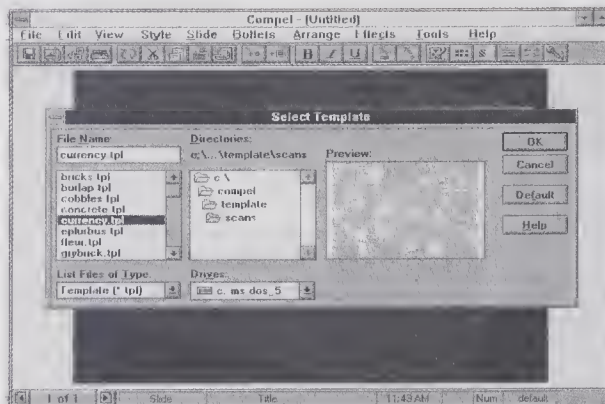 Compel - (Untitled)
File Edit View Style Slide Bullets Arrange Effects Tools Help
B I U
Select Template
File Name:
currency.tpl
bricks tpl
burlap.tpl
cobbles tpl
concrete tpl
currency.tpl
eplurbus tpl
fleur.tpl
grybuck.tpl
List Files of Type:
Template (*.tpl)
Directories:
c:\...\template\scans
c:\
compel
template
scans
Drives:
c: ms dos_5
Preview:
OK
Cancel
Default
Help
1 of 1 Slide Title 11:43 AM Num default